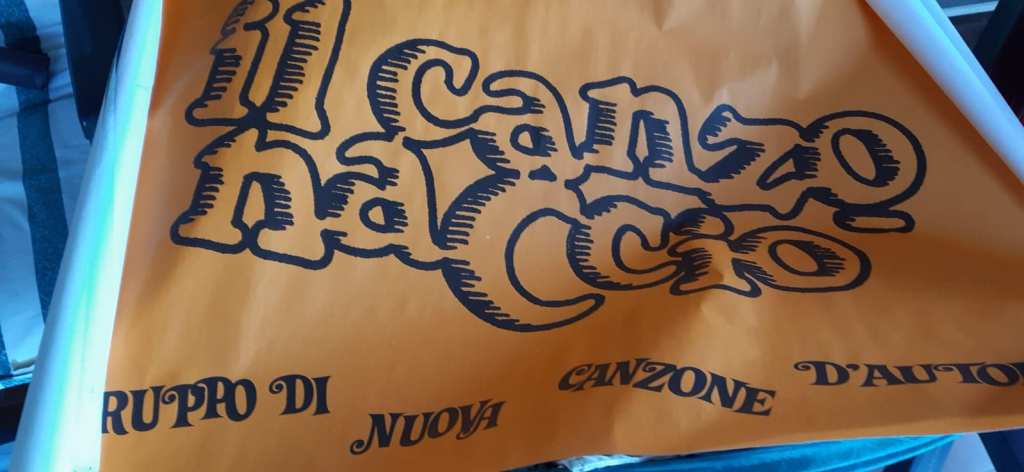 il canzo
naccio
RUPPO DI NUOVA CANZONE D'AUTO